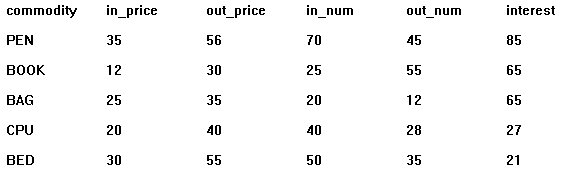 commodity in_price out_price in_num out_num interest
PEN 35 56 70 45 85
BOOK 12 30 25 55 65
BAG 25 35 20 12 65
CPU 20 40 40 28 27
BED 30 55 50 35 21